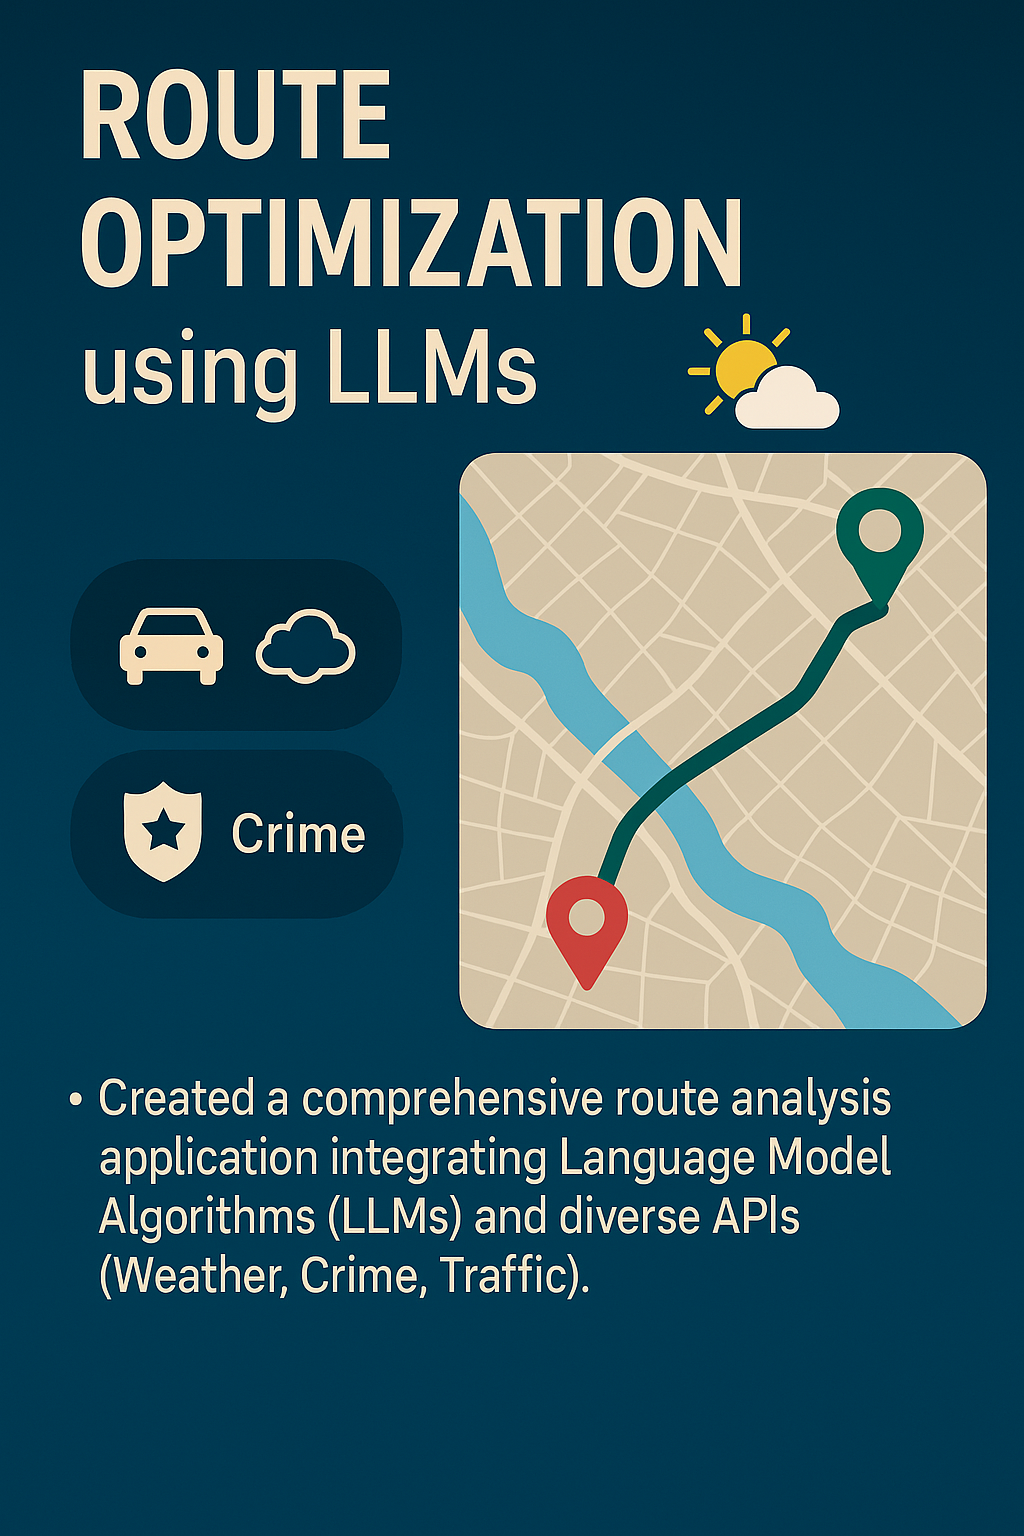 ROUTE
OPTIMIZATION
using LLMs
Crime
• Created a comprehensive route analysis
application integrating Language Model
Algorithms (LLMs) and diverse APIs
(Weather, Crime, Traffic).